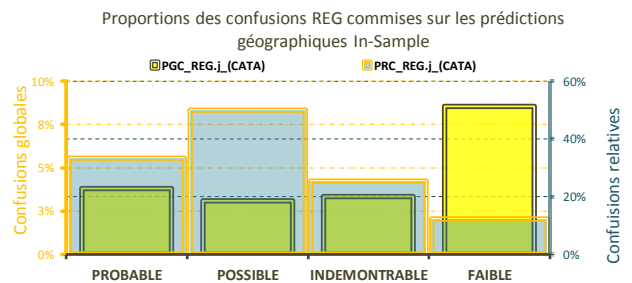 Proportions des confusions REG commises sur les prédictions
géographiques In-Sample
PGC_REG.j_(CATA) PRC_REG.j_(CATA)
10% 60%
8%
40%
5%
20%
3%
0% 0%
Confusions globales
Confuisions relatives
PROBABLE POSSIBLE INDEMONTRABLE FAIBLE